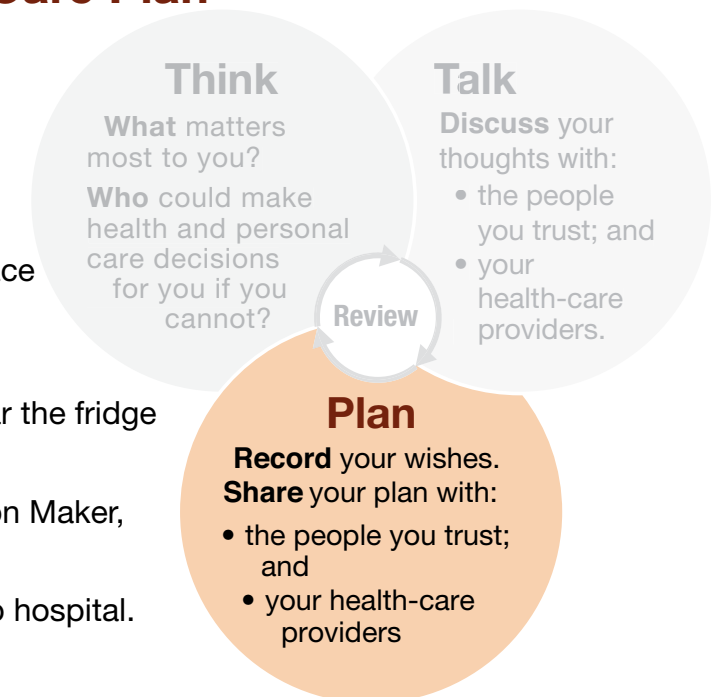 Care Plan
Think
What matters
most to you?
Who could make
health and personal
care decisions
for you if you
cannot?
Talk
Discuss your
thoughts with:
• the people
you trust; and
• your
health-care
providers.
Review
the fridge
Maker,
hospital.
Plan
Record your wishes.
Share your plan with:
• the people you trust;
and
• your health-care
providers